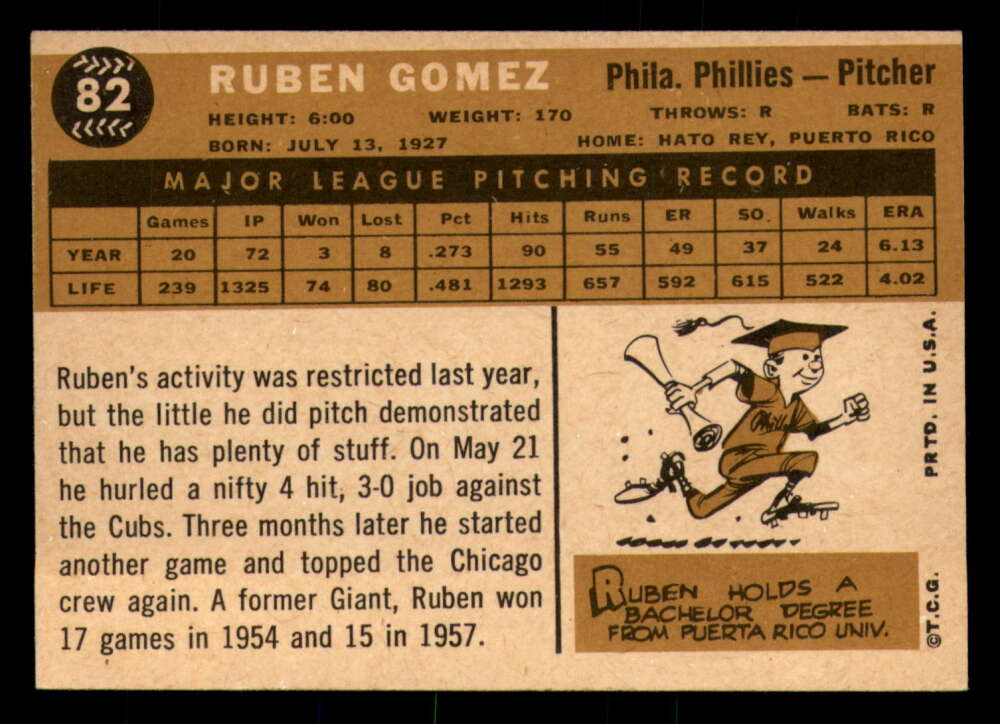 82
RUBEN GOMEZ
Phila. Phillies — Pitcher
HEIGHT: 6:00 WEIGHT: 170 THROWS: R BATS: R
BORN: JULY 13, 1927 HOME: HATO REY, PUERTO RICO
MAJOR LEAGUE PITCHING RECORD
Games IP Won Lost Pct Hits Runs ER SO. Walks ERA
YEAR 20 72 3 8 .273 90 55 49 37 24 6.13
LIFE 239 1325 74 80 .481 1293 657 592 615 522 4.02
Ruben's activity was restricted last year,
but the little he did pitch demonstrated
that he has plenty of stuff. On May 21
he hurled a nifty 4 hit, 3-0 job against
the Cubs. Three months later he started
another game and topped the Chicago
crew again. A former Giant, Ruben won
17 games in 1954 and 15 in 1957.
RUBEN HOLDS A
BACHELOR DEGREE
FROM PUERTA RICO UNIV.
©T.C.G. PRTD. IN U.S.A.